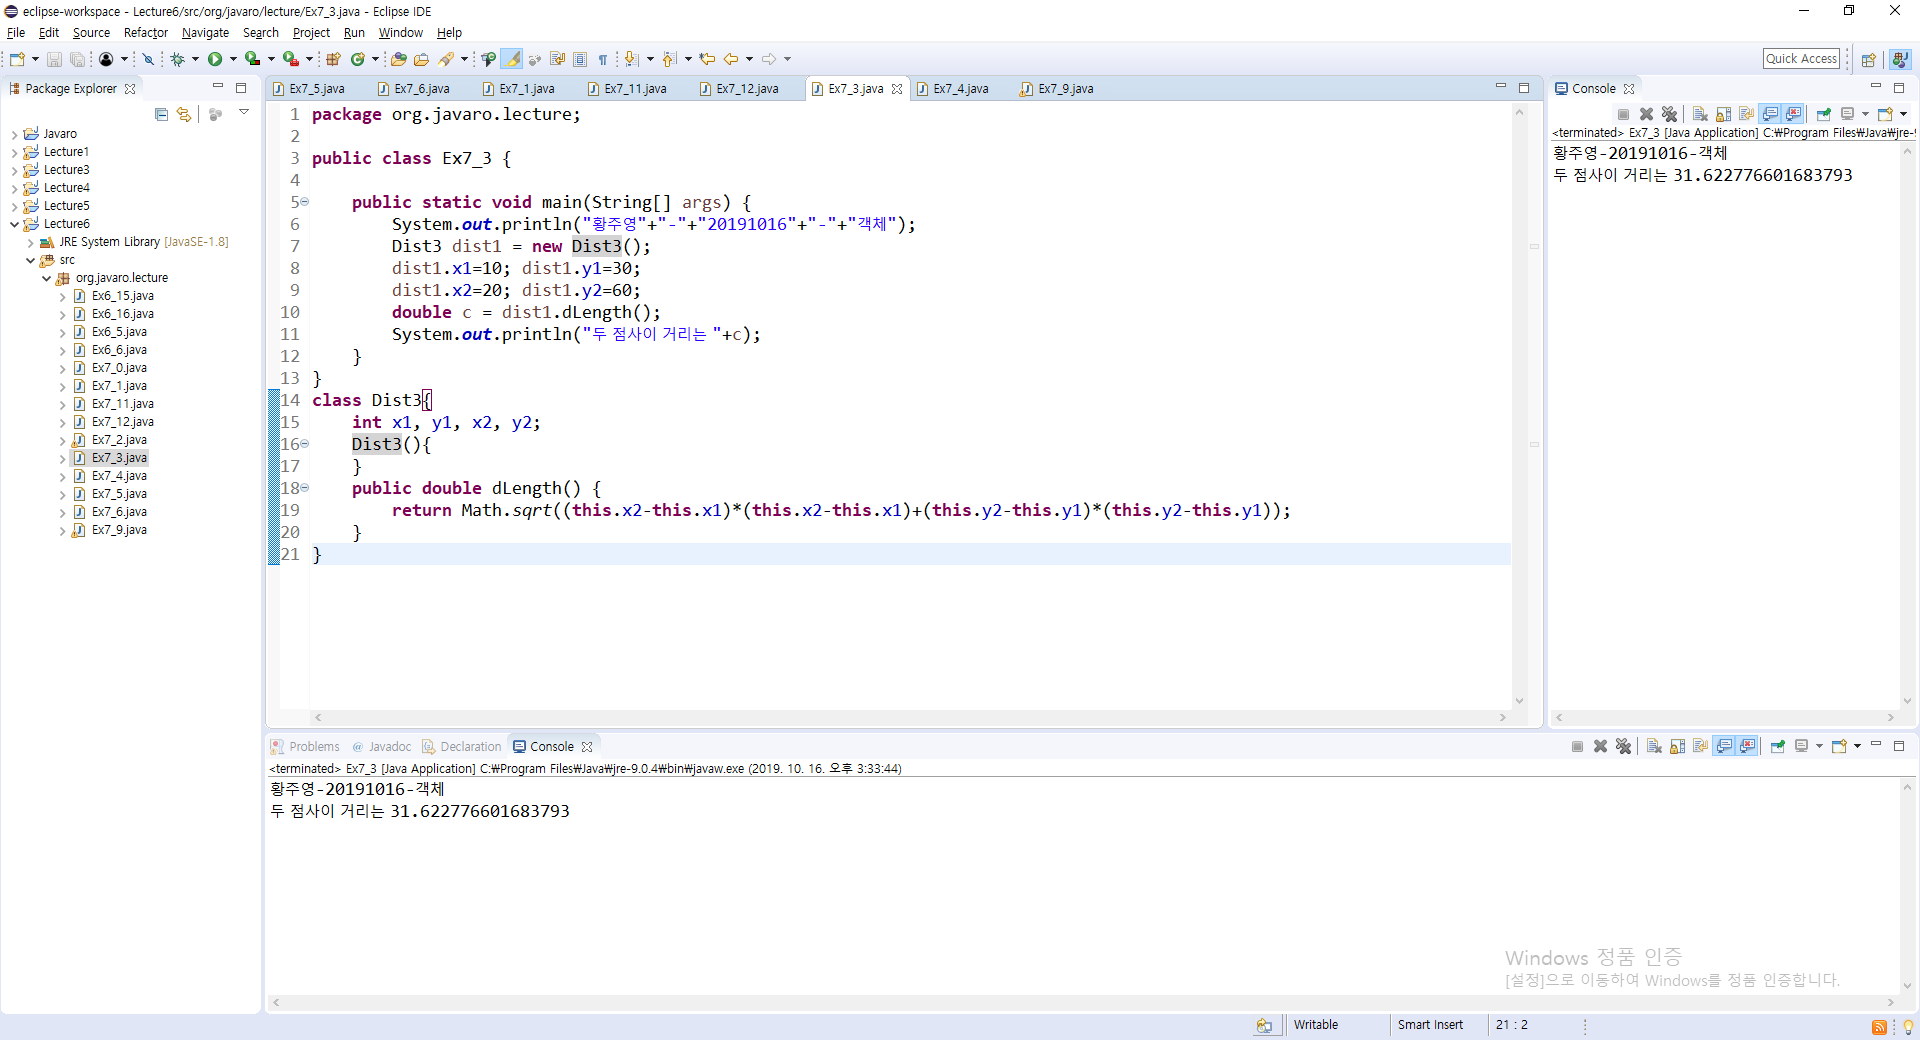 eclipse-workspace - Lecture6/src/org/javaro/lecture/Ex7_3.java - Eclipse IDE
File Edit Source Refactor Navigate Search Project Run Window Help
Quick Access
Package Explorer
Javaro
Lecture1
Lecture3
Lecture4
Lecture5
Lecture6
JRE System Library [JavaSE-1.8]
src
org.javaro.lecture
Ex6_15.java
Ex6_16.java
Ex6_5.java
Ex6_6.java
Ex7_0.java
Ex7_1.java
Ex7_11.java
Ex7_12.java
Ex7_2.java
Ex7_3.java
Ex7_4.java
Ex7_5.java
Ex7_6.java
Ex7_9.java
Ex7_5.java Ex7_6.java Ex7_1.java Ex7_11.java Ex7_12.java Ex7_3.java Ex7_4.java Ex7_9.java
1 package org.javaro.lecture;
2
3 public class Ex7_3 {
4
5 public static void main(String[] args) {
6 System.out.println("황주영"+"-"+"20191016"+"-"+"객체");
7 Dist3 dist1 = new Dist3();
8 dist1.x1=10; dist1.y1=30;
9 dist1.x2=20; dist1.y2=60;
10 double c = dist1.dLength();
11 System.out.println("두 점사이 거리는 "+c);
12 }
13 }
14 class Dist3{
15 int x1, y1, x2, y2;
16 Dist3(){
17 }
18 public double dLength() {
19 return Math.sqrt((this.x2-this.x1)*(this.x2-this.x1)+(this.y2-this.y1)*(this.y2-this.y1));
20 }
21 }
Console
<terminated> Ex7_3 [Java Application] C:₩Program Files₩Java₩jre-9
황주영-20191016-객체
두 점사이 거리는 31.622776601683793
Problems @ Javadoc Declaration Console
<terminated> Ex7_3 [Java Application] C:₩Program Files₩Java₩jre-9.0.4₩bin₩javaw.exe (2019. 10. 16. 오후 3:33:44)
황주영-20191016-객체
두 점사이 거리는 31.622776601683793
Windows 정품 인증
[설정]으로 이동하여 Windows를 정품 인증합니다.
Writable Smart Insert 21 : 2